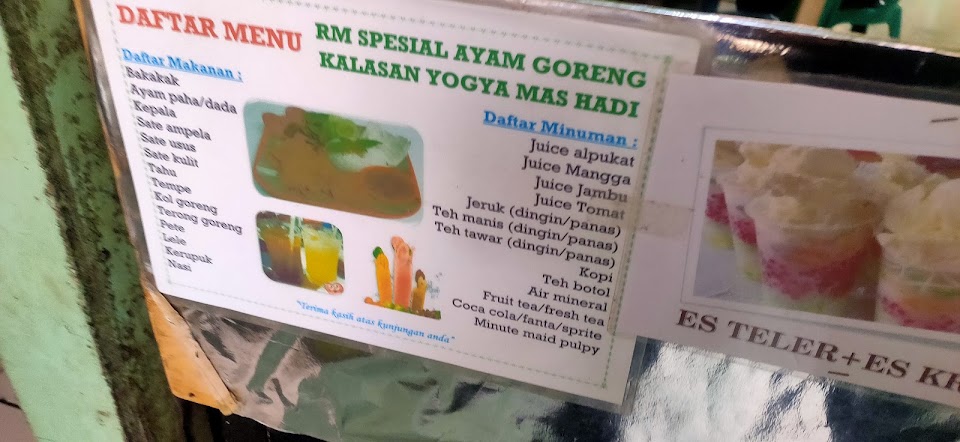 DAFTAR MENU
RM SPESIAL AYAM GORENG
KALASAN YOGYA MAS HADI
Daftar Makanan :
Bakakak
Ayam paha/dada
Kepala
Sate ampela
Sate usus
Sate kulit
Tahu
Tempe
Kol goreng
Terong goreng
Pete
Lele
Kerupuk
Nasi
Daftar Minuman :
Juice alpukat
Juice Mangga
Juice Jambu
Juice Tomat
Jeruk (dingin/panas)
Teh manis (dingin/panas)
Teh tawar (dingin/panas)
Kopi
Teh botol
Air mineral
Fruit tea/fresh tea
Coca cola/fanta/sprite
Minute maid pulpy
"Terima kasih atas kunjungan anda"
ES TELER+ES